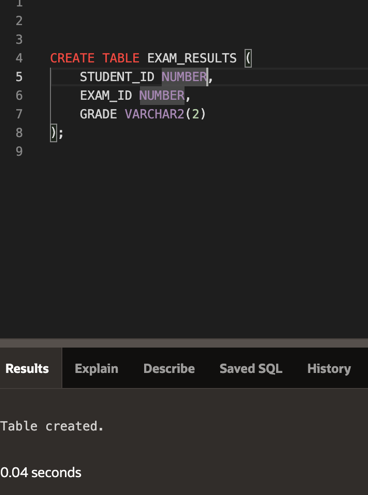 1
2
3
4 CREATE TABLE EXAM_RESULTS (
5 STUDENT_ID NUMBER,
6 EXAM_ID NUMBER,
7 GRADE VARCHAR2(2)
8 );
9
Results Explain Describe Saved SQL History
Table created.
0.04 seconds